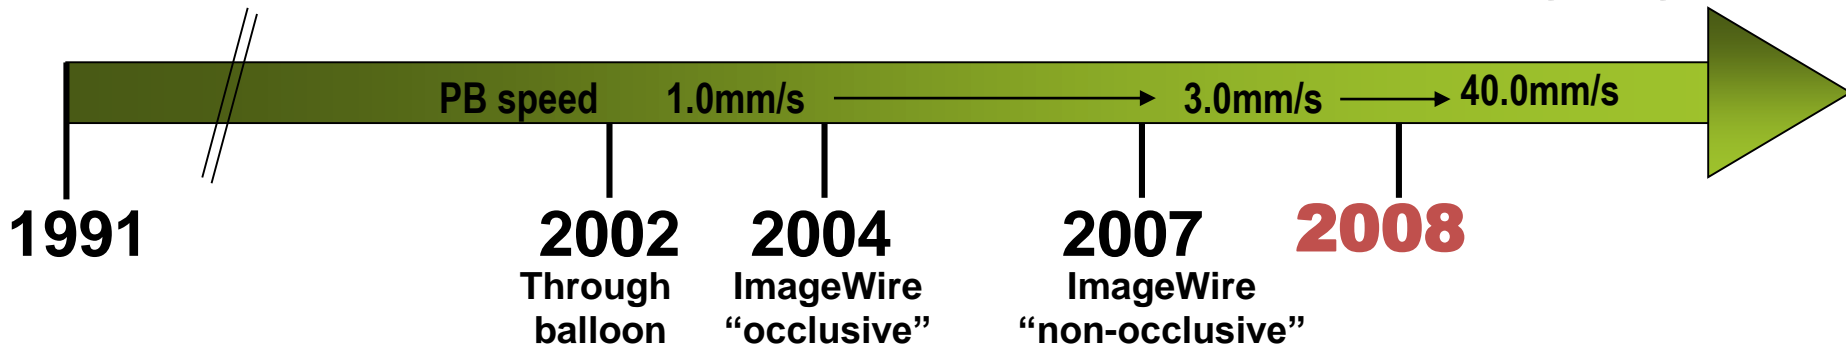 PB speed 1.0mm/s 3.0mm/s 40.0mm/s
1991 2002 2004 2007 2008
Through ImageWire ImageWire
balloon “occlusive” “non-occlusive”